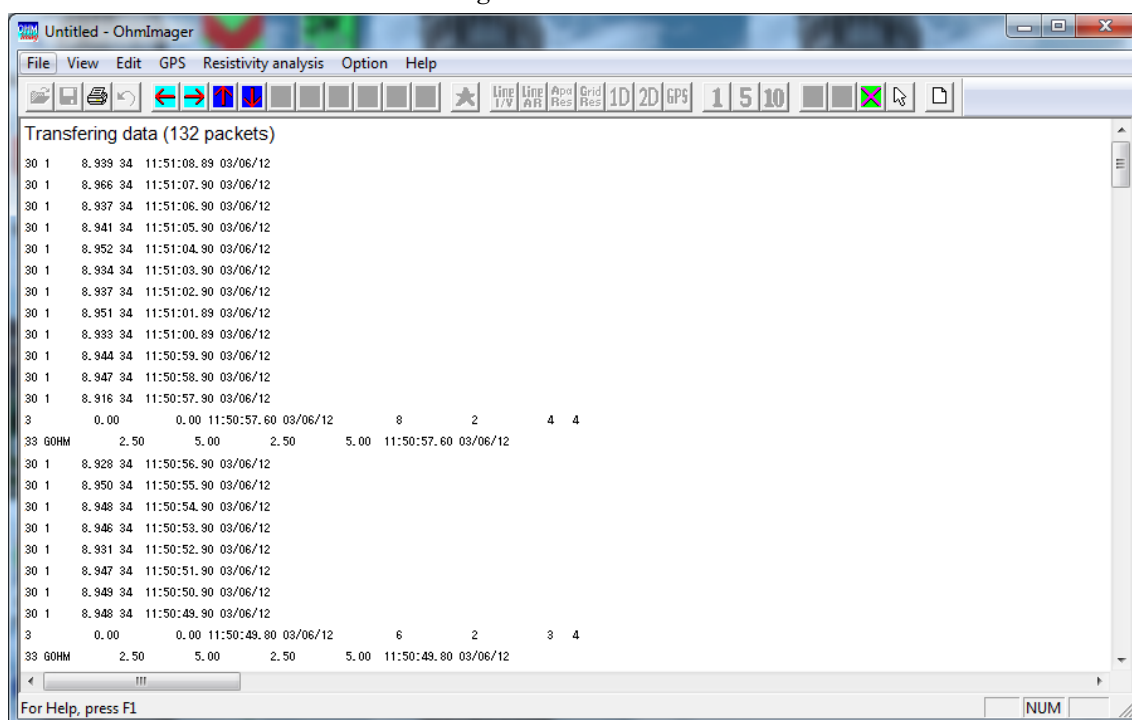 Untitled - OhmImager
File View Edit GPS Resistivity analysis Option Help
Line I/V Line AR Apa Res Grid Res 1D 2D GPS 1 5 10
Transfering data (132 packets)
30 1 8.939 34 11:51:08.89 03/06/12
30 1 8.966 34 11:51:07.90 03/06/12
30 1 8.937 34 11:51:06.90 03/06/12
30 1 8.941 34 11:51:05.90 03/06/12
30 1 8.952 34 11:51:04.90 03/06/12
30 1 8.934 34 11:51:03.90 03/06/12
30 1 8.937 34 11:51:02.90 03/06/12
30 1 8.951 34 11:51:01.89 03/06/12
30 1 8.933 34 11:51:00.89 03/06/12
30 1 8.944 34 11:50:59.90 03/06/12
30 1 8.947 34 11:50:58.90 03/06/12
30 1 8.916 34 11:50:57.90 03/06/12
3 0.00 0.00 11:50:57.60 03/06/12 8 2 4 4
33 GOHM 2.50 5.00 2.50 5.00 11:50:57.60 03/06/12
30 1 8.928 34 11:50:56.90 03/06/12
30 1 8.950 34 11:50:55.90 03/06/12
30 1 8.948 34 11:50:54.90 03/06/12
30 1 8.946 34 11:50:53.90 03/06/12
30 1 8.931 34 11:50:52.90 03/06/12
30 1 8.947 34 11:50:51.90 03/06/12
30 1 8.949 34 11:50:50.90 03/06/12
30 1 8.948 34 11:50:49.90 03/06/12
3 0.00 0.00 11:50:49.80 03/06/12 6 2 3 4
33 GOHM 2.50 5.00 2.50 5.00 11:50:49.80 03/06/12
For Help, press F1 NUM